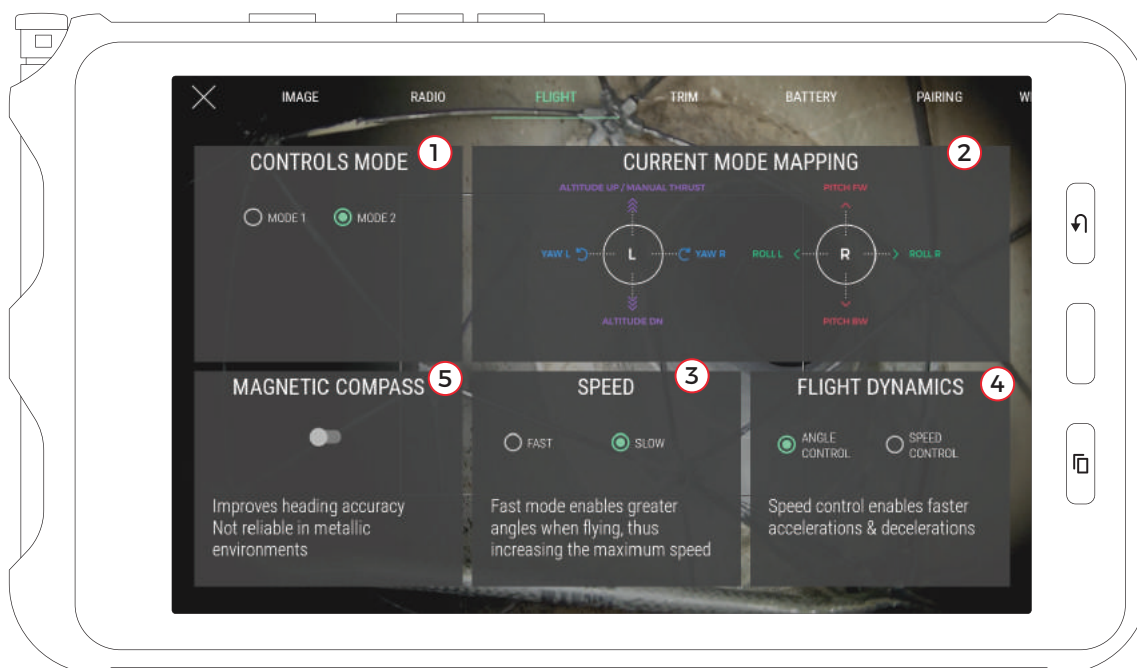 IMAGE RADIO FLIGHT TRIM BATTERY PAIRING
CONTROLS MODE 1
MODE 1 MODE 2
CURRENT MODE MAPPING 2
ALTITUDE UP / MANUAL THRUST
YAW L L YAW R
ALTITUDE DN
PITCH FW
ROLL L R ROLL R
PITCH BW
MAGNETIC COMPASS 5
Improves heading accuracy
Not reliable in metallic
environments
SPEED 3
FAST SLOW
Fast mode enables greater
angles when flying, thus
increasing the maximum speed
FLIGHT DYNAMICS 4
ANGLE
CONTROL
SPEED
CONTROL
Speed control enables faster
accelerations & decelerations